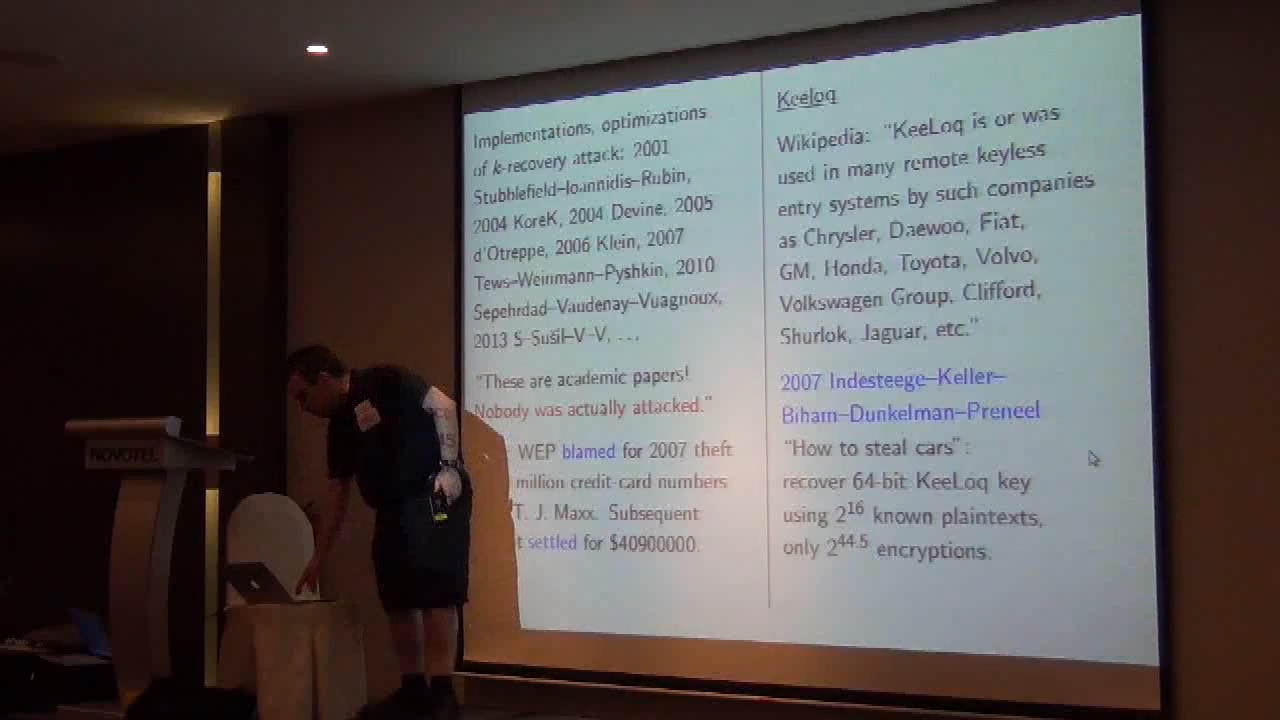 Implementations, optimizations
of k-recovery attack: 2001
Stubblefield–Ioannidis–Rubin,
2004 KoreK, 2004 Devine, 2005
d'Otreppe, 2006 Klein, 2007
Tews–Weinmann–Pyshkin, 2010
Sepehrdad–Vaudenay–Vuagnoux,
2013 S–Sušil–V–V, ...
"These are academic papers!
Nobody was actually attacked."
WEP blamed for 2007 theft
million credit-card numbers
T. J. Maxx. Subsequent
t settled for $40900000.
Keeloq
Wikipedia: "KeeLoq is or was
used in many remote keyless
entry systems by such companies
as Chrysler, Daewoo, Fiat,
GM, Honda, Toyota, Volvo,
Volkswagen Group, Clifford,
Shurlok, Jaguar, etc."
2007 Indesteege–Keller–
Biham–Dunkelman–Preneel
"How to steal cars":
recover 64-bit KeeLoq key
using 2^16 known plaintexts,
only 2^44.5 encryptions.
NOVOTEL